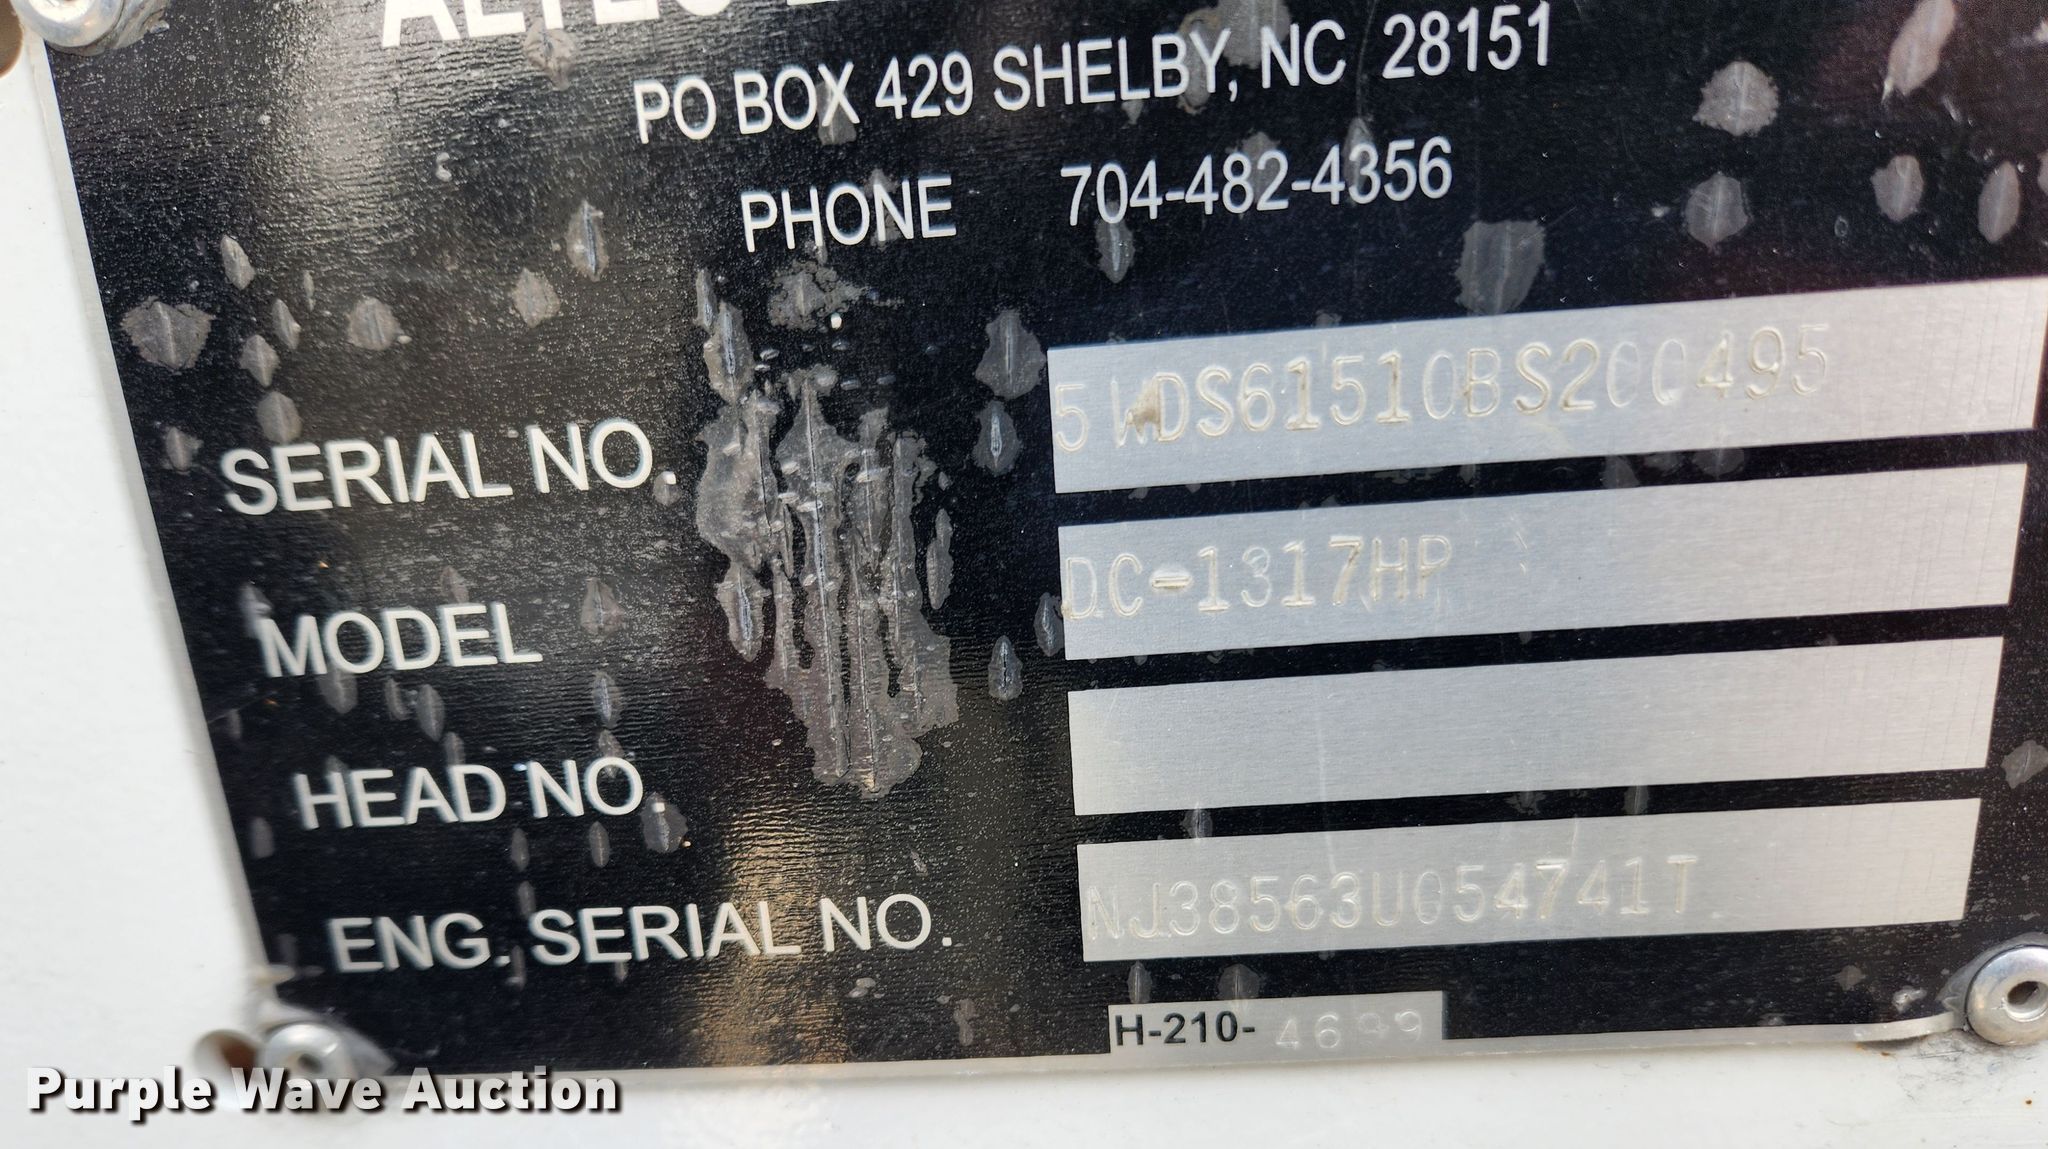 ALTEC
PO BOX 429 SHELBY, NC 28151
PHONE 704-482-4356
SERIAL NO. 5WDS61510BS200495
MODEL DC-1317HP
HEAD NO.
ENG. SERIAL NO. NJ38563U054741T
H-210-4699
Purple Wave Auction